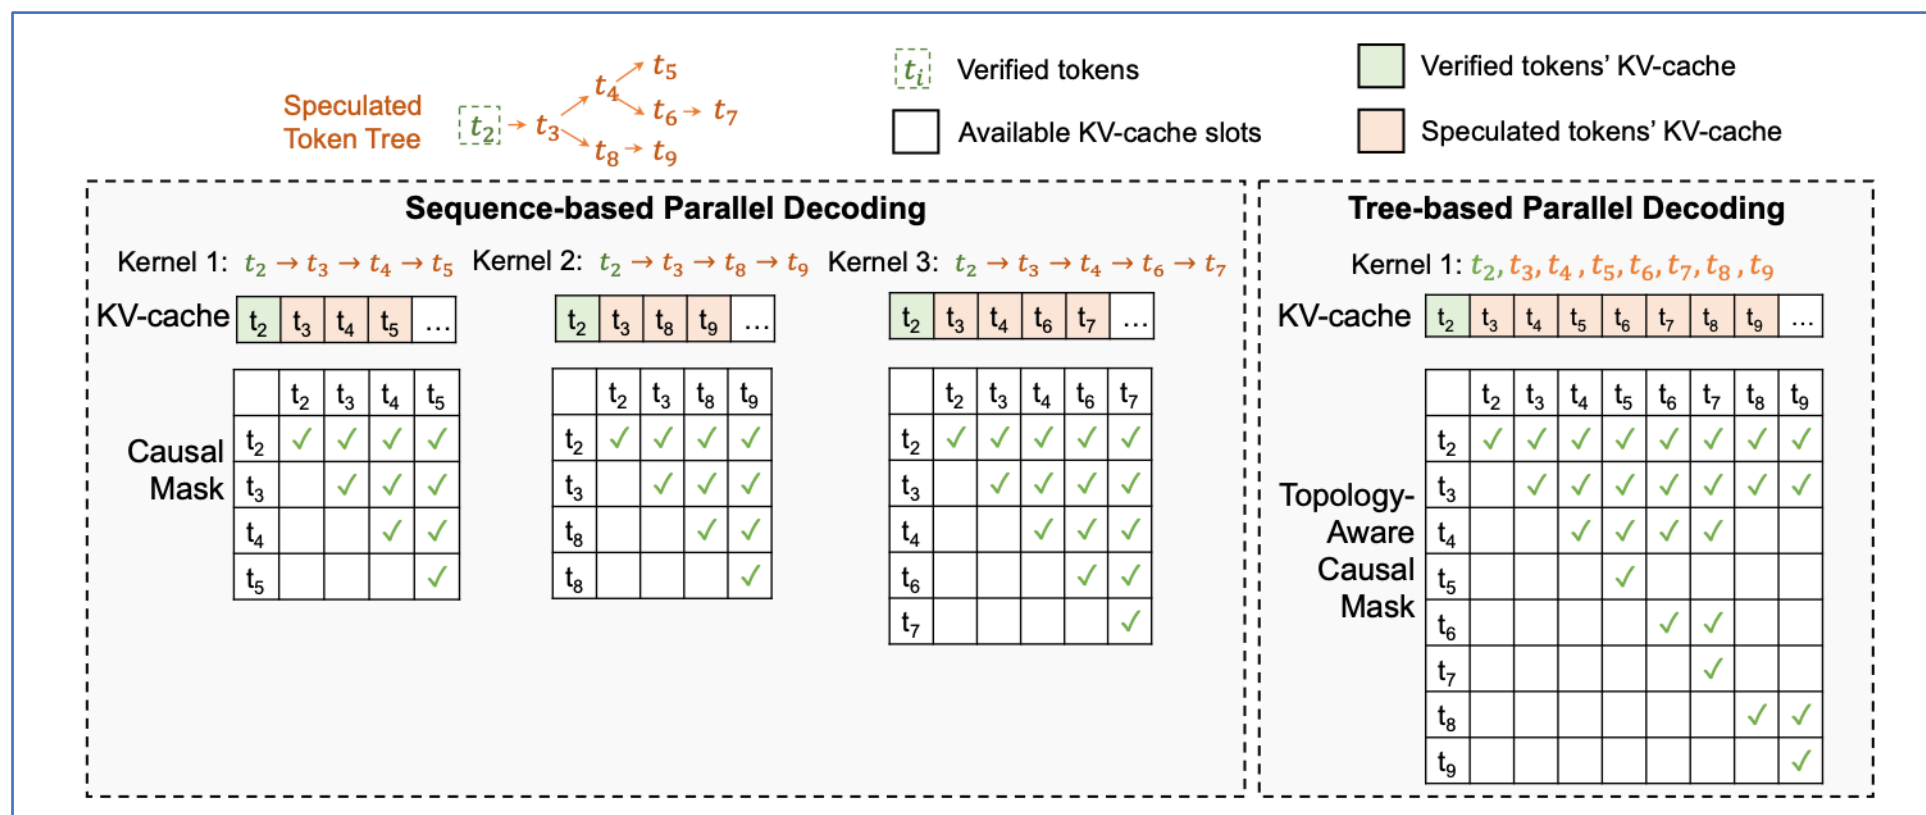 Speculated
Token Tree
t2 → t3
t4
t5
t6 → t7
t8 → t9
ti Verified tokens
Available KV-cache slots
Verified tokens' KV-cache
Speculated tokens' KV-cache
Sequence-based Parallel Decoding
Kernel 1: t2 → t3 → t4 → t5
KV-cache t2 t3 t4 t5 ...
Causal
Mask
t2 t3 t4 t5
t2 ✓ ✓ ✓ ✓
t3 ✓ ✓ ✓
t4 ✓ ✓
t5 ✓
Kernel 2: t2 → t3 → t8 → t9
t2 t3 t8 t9 ...
t2 t3 t8 t9
t2 ✓ ✓ ✓ ✓
t3 ✓ ✓ ✓
t8 ✓ ✓
t8 ✓
Kernel 3: t2 → t3 → t4 → t6 → t7
t2 t3 t4 t6 t7 ...
t2 t3 t4 t6 t7
t2 ✓ ✓ ✓ ✓ ✓
t3 ✓ ✓ ✓ ✓
t4 ✓ ✓ ✓
t6 ✓ ✓
t7 ✓
Tree-based Parallel Decoding
Kernel 1: t2, t3, t4, t5, t6, t7, t8, t9
KV-cache t2 t3 t4 t5 t6 t7 t8 t9 ...
Topology-
Aware
Causal
Mask
t2 t3 t4 t5 t6 t7 t8 t9
t2 ✓ ✓ ✓ ✓ ✓ ✓ ✓ ✓
t3 ✓ ✓ ✓ ✓ ✓ ✓ ✓
t4 ✓ ✓ ✓ ✓
t5 ✓
t6 ✓ ✓
t7 ✓
t8 ✓ ✓
t9 ✓